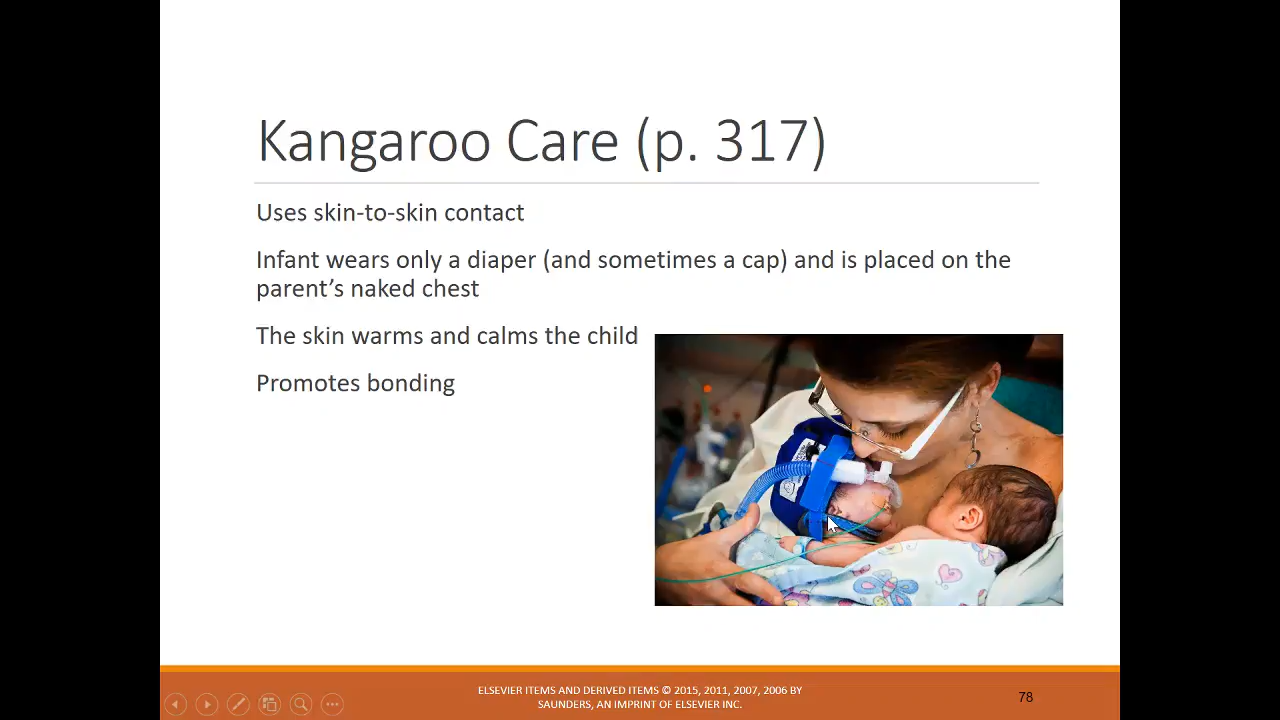 Kangaroo Care (p. 317)
Uses skin-to-skin contact
Infant wears only a diaper (and sometimes a cap) and is placed on the
parent’s naked chest
The skin warms and calms the child
Promotes bonding
ELSEVIER ITEMS AND DERIVED ITEMS © 2015, 2011, 2007, 2006 BY
SAUNDERS, AN IMPRINT OF ELSEVIER INC.
78